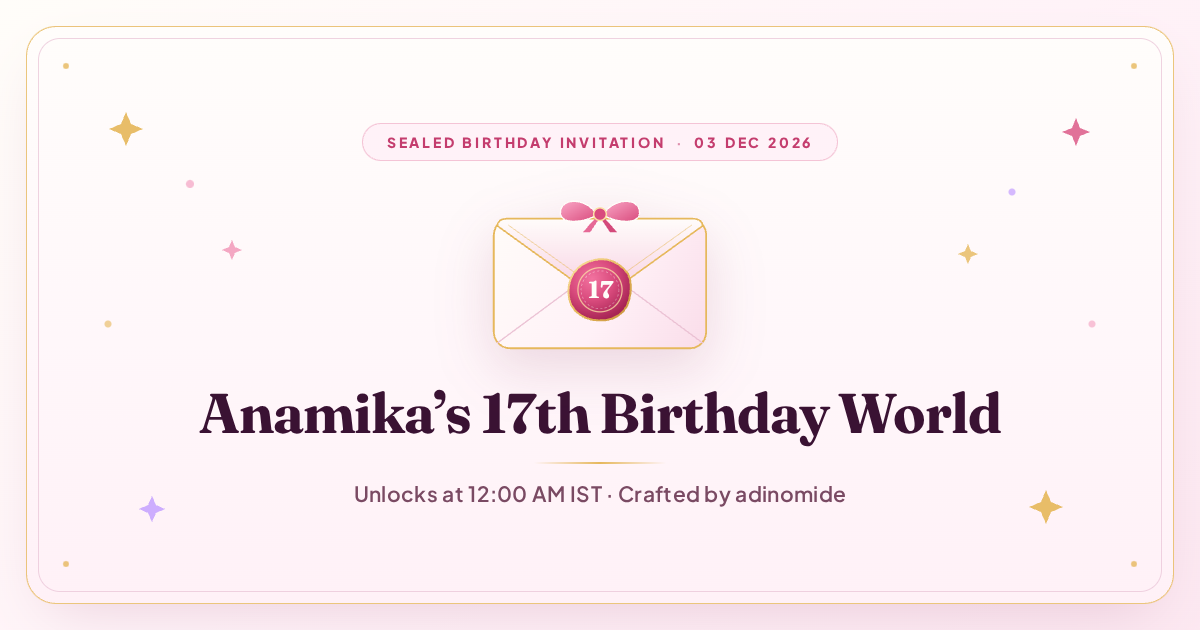 SEALED BIRTHDAY INVITATION · 03 DEC 2026
17
Anamika’s 17th Birthday World
Unlocks at 12:00 AM IST · Crafted by adinomide